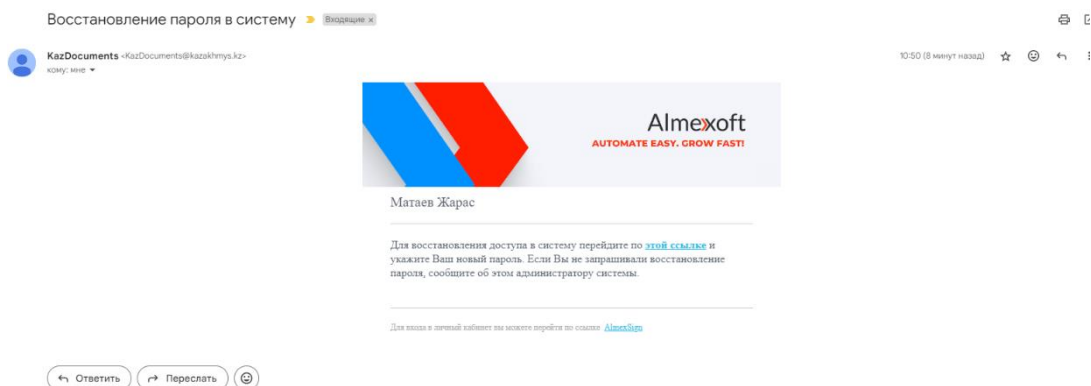 Восстановление пароля в систему Входящие ×
KazDocuments <KazDocuments@kazakhmys.kz>
10:50 (8 минут назад)
кому: мне
Almexoft
AUTOMATE EASY. GROW FAST!
Матаев Жарас
Для восстановления доступа в систему перейдите по этой ссылке и
укажите Ваш новый пароль. Если Вы не запрашивали восстановление
пароля, сообщите об этом администратору системы.
Для входа в личный кабинет вы можете перейти по ссылке AlmexSign
Ответить
Переслать